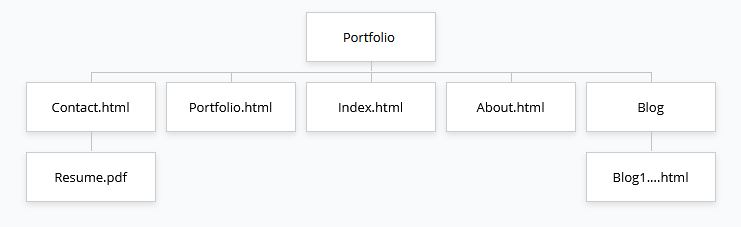 Portfolio
Contact.html
Portfolio.html
Index.html
About.html
Blog
Resume.pdf
Blog1....html